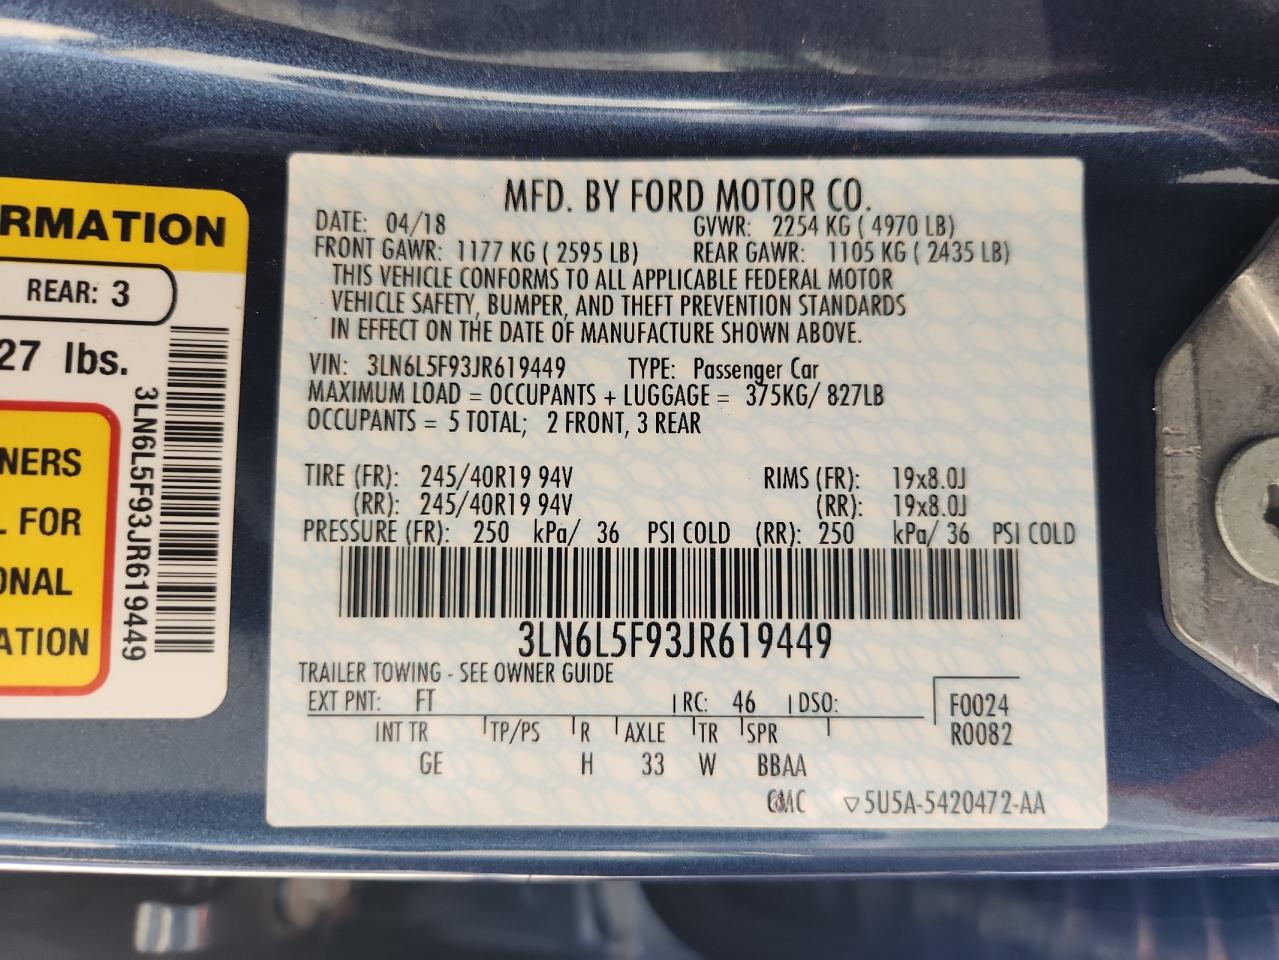 RMATION
REAR: 3
27 lbs.
NERS
L FOR
ONAL
ATION
3LN6L5F93JR619449
MFD. BY FORD MOTOR CO.
DATE: 04/18 GVWR: 2254 KG ( 4970 LB)
FRONT GAWR: 1177 KG ( 2595 LB) REAR GAWR: 1105 KG ( 2435 LB)
THIS VEHICLE CONFORMS TO ALL APPLICABLE FEDERAL MOTOR
VEHICLE SAFETY, BUMPER, AND THEFT PREVENTION STANDARDS
IN EFFECT ON THE DATE OF MANUFACTURE SHOWN ABOVE.
VIN: 3LN6L5F93JR619449 TYPE: Passenger Car
MAXIMUM LOAD = OCCUPANTS + LUGGAGE = 375KG/ 827LB
OCCUPANTS = 5 TOTAL; 2 FRONT, 3 REAR
TIRE (FR): 245/40R19 94V RIMS (FR): 19x8.0J
(RR): 245/40R19 94V (RR): 19x8.0J
PRESSURE (FR): 250 kPa/ 36 PSI COLD (RR): 250 kPa/ 36 PSI COLD
3LN6L5F93JR619449
TRAILER TOWING - SEE OWNER GUIDE
EXT PNT: FT RC: 46 DSO: F0024
INT TR TP/PS R AXLE TR SPR R0082
GE H 33 W BBAA
▽5U5A-5420472-AA